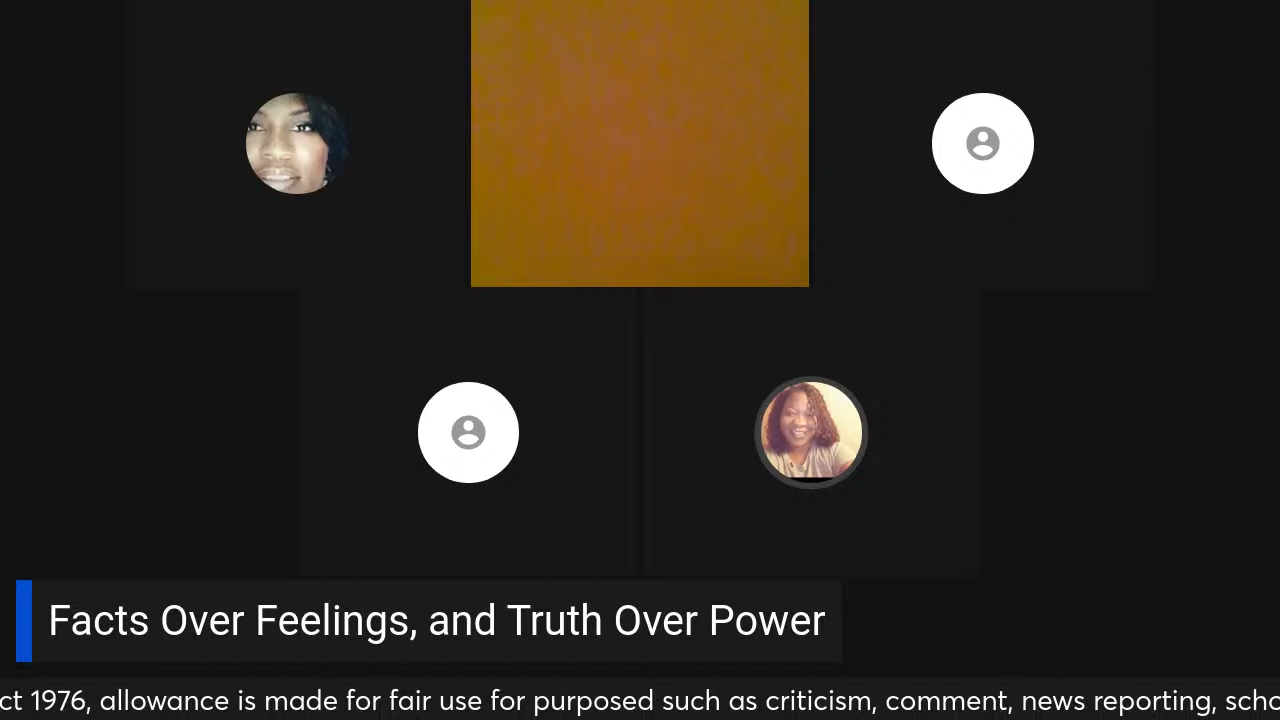 Facts Over Feelings, and Truth Over Power
ct 1976, allowance is made for fair use for purposed such as criticism, comment, news reporting, scho